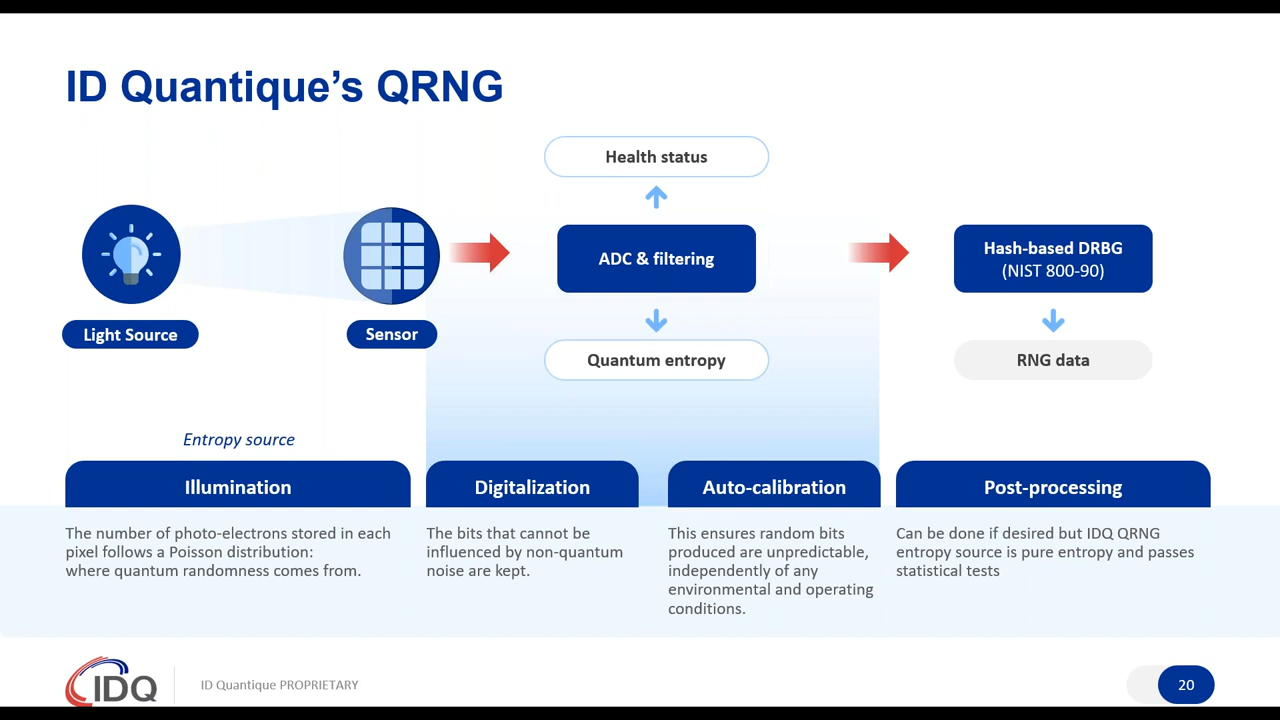 ID Quantique’s QRNG
Health status
ADC & filtering
Hash-based DRBG
(NIST 800-90)
Light Source
Sensor
Quantum entropy
RNG data
Entropy source
Illumination
The number of photo-electrons stored in each
pixel follows a Poisson distribution:
where quantum randomness comes from.
Digitalization
The bits that cannot be
influenced by non-quantum
noise are kept.
Auto-calibration
This ensures random bits
produced are unpredictable,
independently of any
environmental and operating
conditions.
Post-processing
Can be done if desired but IDQ QRNG
entropy source is pure entropy and passes
statistical tests
IDQ
ID Quantique PROPRIETARY
20